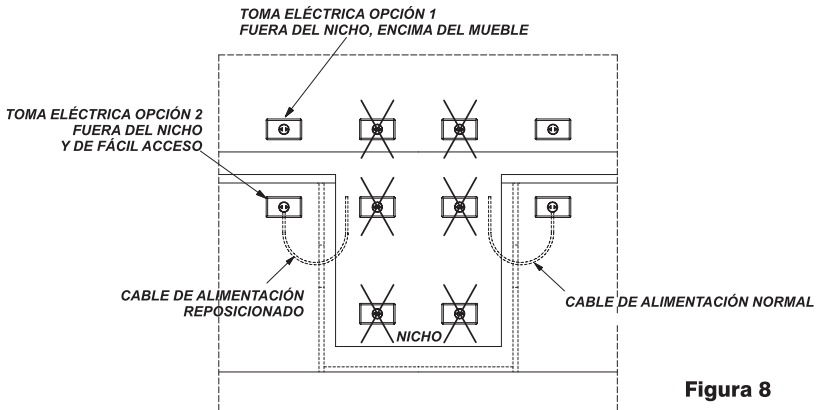 TOMA ELÉCTRICA OPCIÓN 1
FUERA DEL NICHO, ENCIMA DEL MUEBLE
TOMA ELÉCTRICA OPCIÓN 2
FUERA DEL NICHO
Y DE FÁCIL ACCESO
CABLE DE ALIMENTACIÓN
REPOSICIONADO
CABLE DE ALIMENTACIÓN NORMAL
NICHO
Figura 8